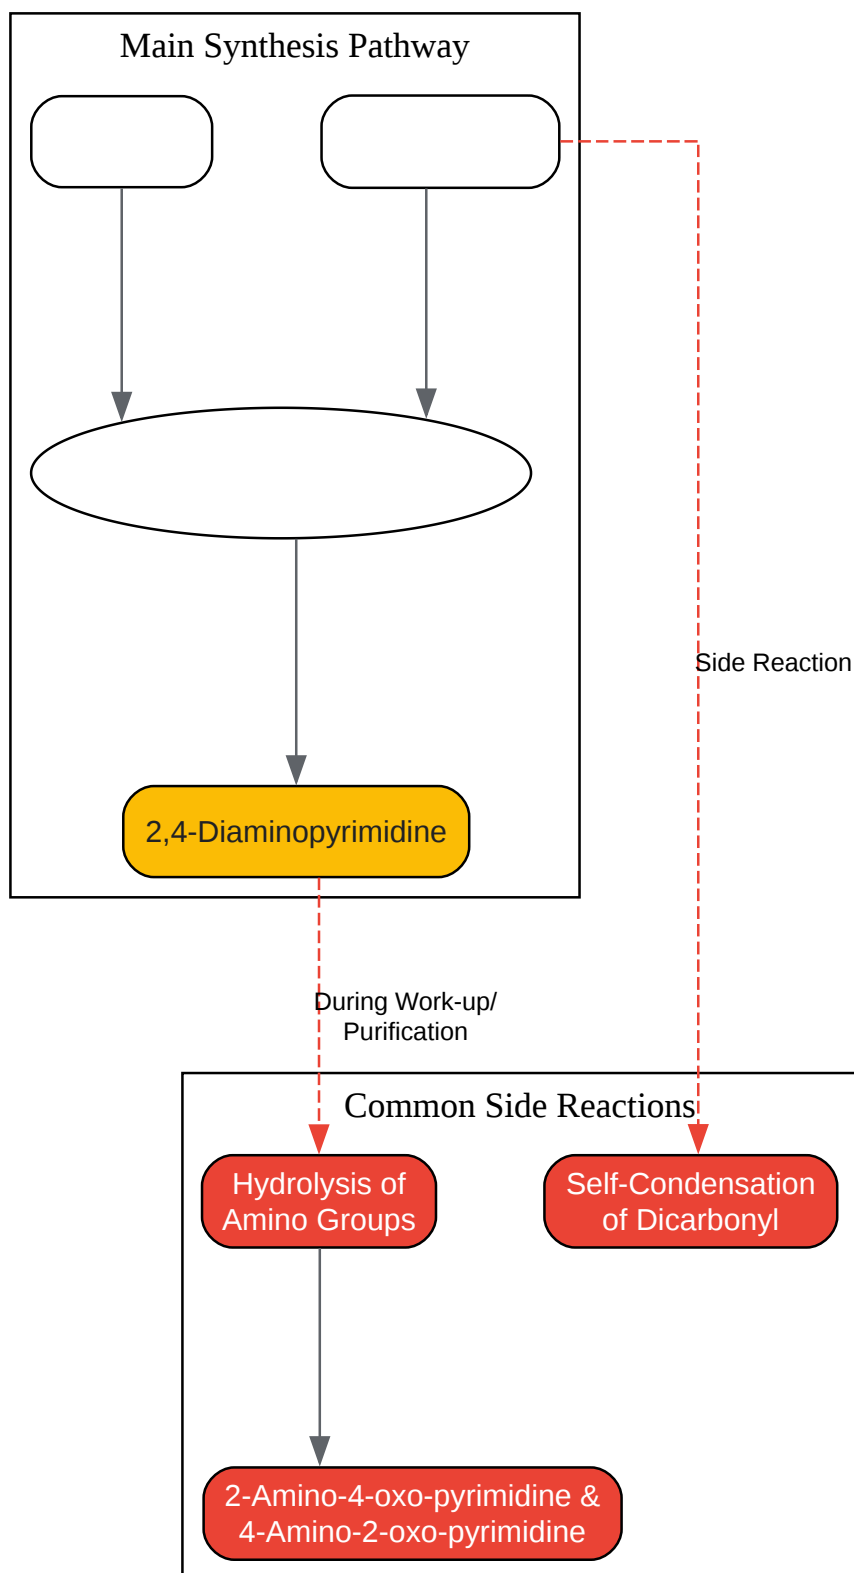 Main Synthesis Pathway
Side Reaction
2,4-Diaminopyrimidine
During Work-up/
Purification
Common Side Reactions
Hydrolysis of
Amino Groups
Self-Condensation
of Dicarbonyl
2-Amino-4-oxo-pyrimidine &
4-Amino-2-oxo-pyrimidine